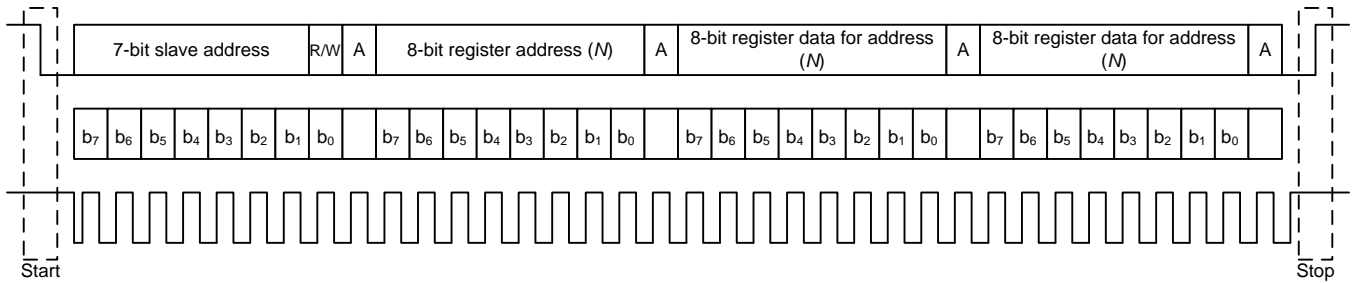 7-bit slave address R/W A 8-bit register address (N) A 8-bit register data for address (N) A 8-bit register data for address (N) A
b₇ b₆ b₅ b₄ b₃ b₂ b₁ b₀ b₇ b₆ b₅ b₄ b₃ b₂ b₁ b₀ b₇ b₆ b₅ b₄ b₃ b₂ b₁ b₀ b₇ b₆ b₅ b₄ b₃ b₂ b₁ b₀
Start Stop